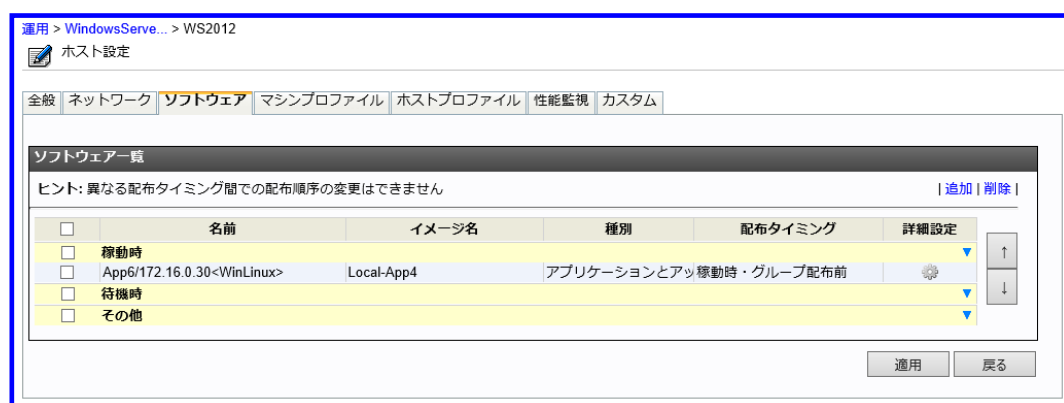 運用 > WindowsServe... > WS2012
ホスト設定
全般 ネットワーク ソフトウェア マシンプロファイル ホストプロファイル 性能監視 カスタム
ソフトウェア一覧
ヒント: 異なる配布タイミング間での配布順序の変更はできません | 追加 | 削除 |
名前 イメージ名 種別 配布タイミング 詳細設定
稼動時 ▼
↑
App6/172.16.0.30<WinLinux> Local-App4 アプリケーションとアッ 稼動時・グループ配布前
待機時 ▼
↓
その他 ▼
適用 戻る